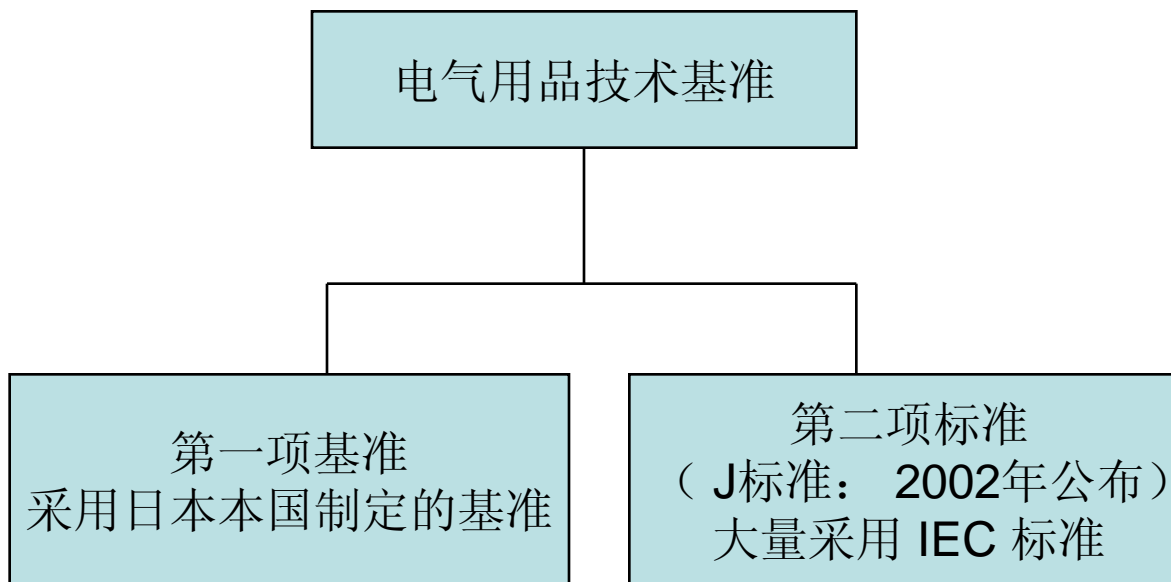 电气用品技术基准
第一项基准
采用日本本国制定的基准
第二项标准
（ J标准： 2002年公布）
大量采用 IEC 标准